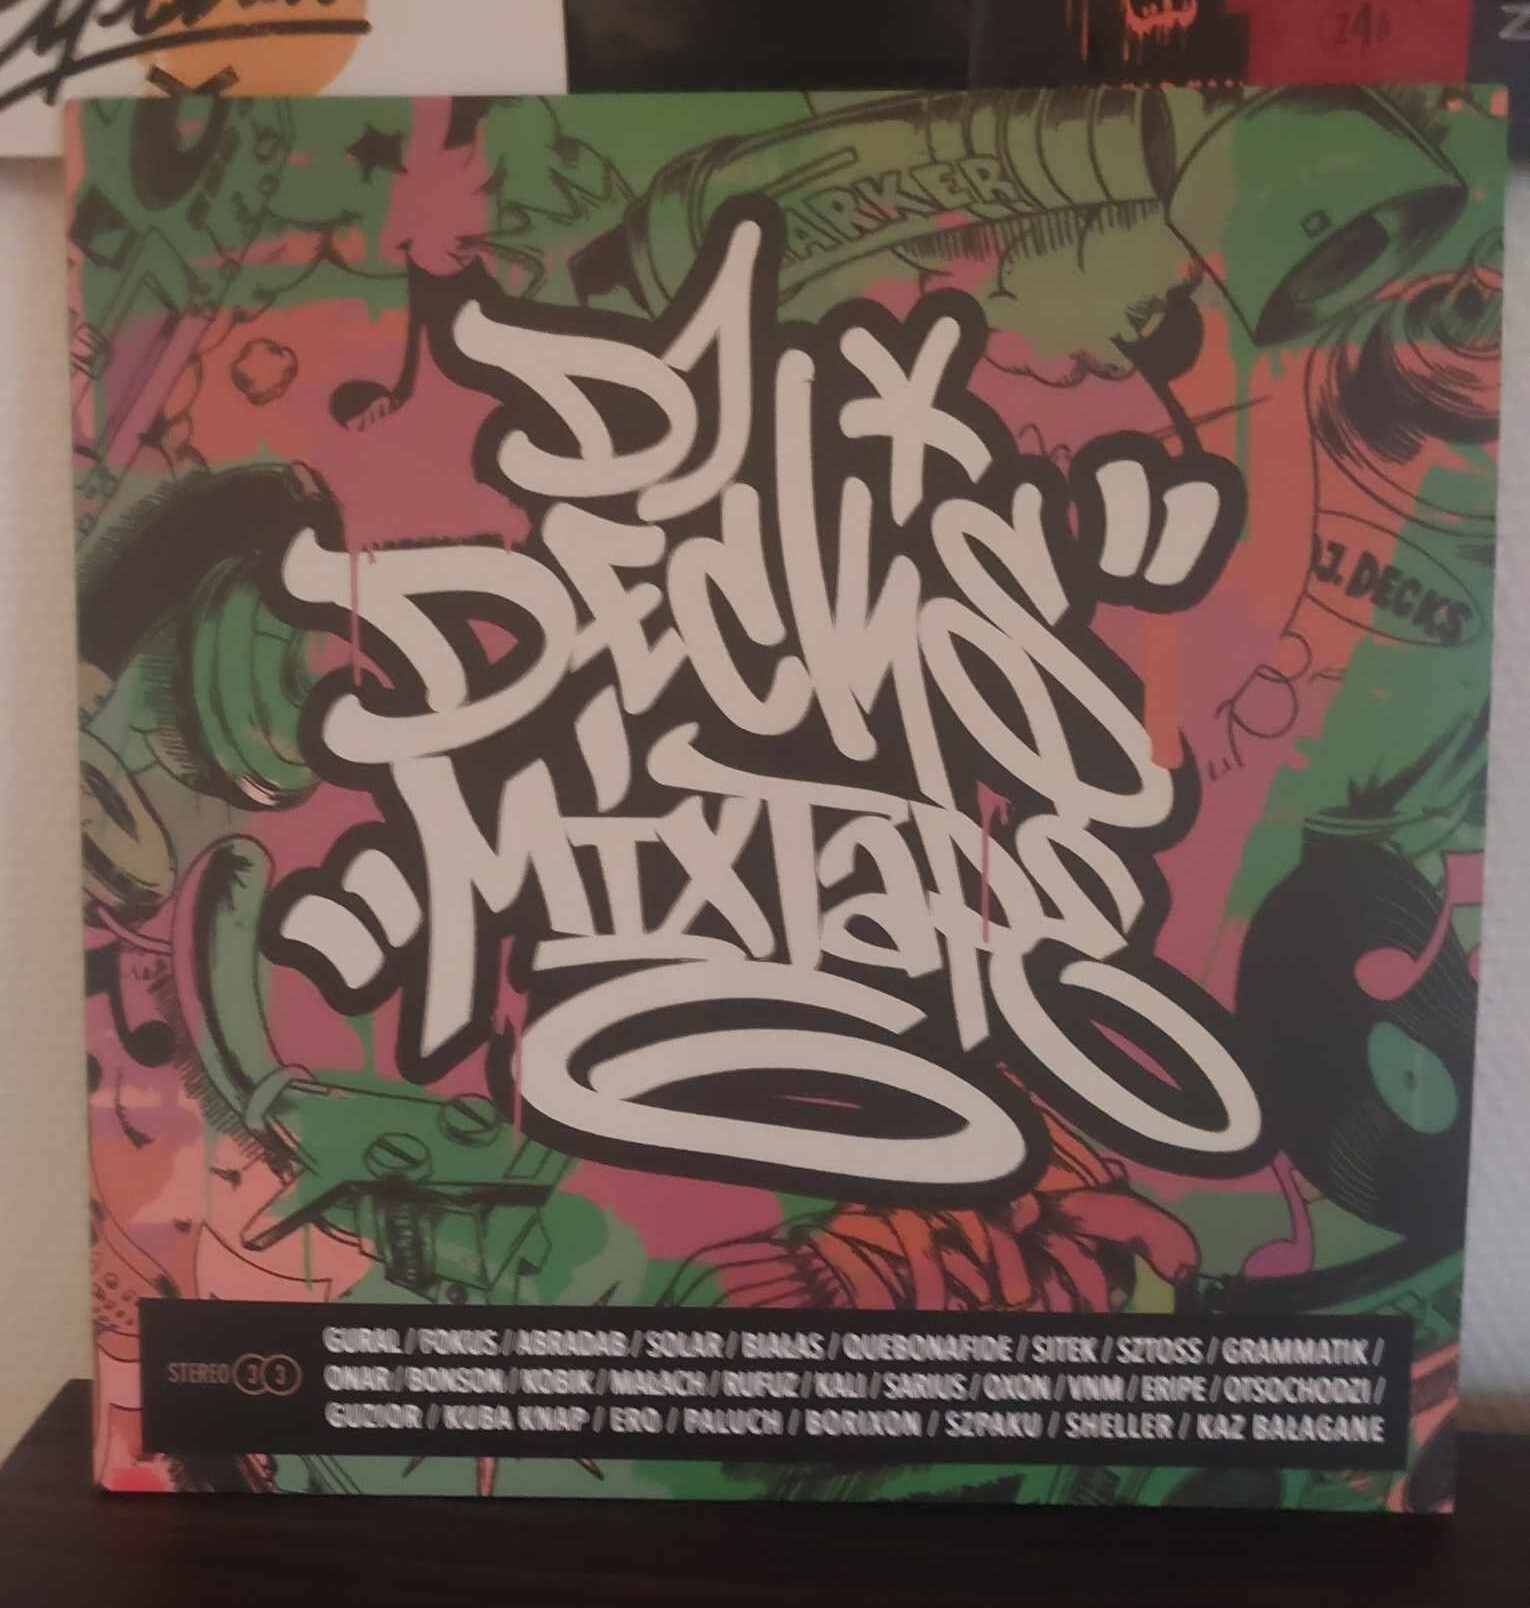 Z4B
MARKER
DJ
DECKS
"MIXTAPE"
DJ. DECKS
STEREO 33
GURAL / FOKUS / ABRADAB / SOLAR / BIAŁAS / QUEBONAFIDE / SITEK / SZTOSS / GRAMMATIK /
ONAR / BONSON / KOBIK / MAŁACH / RUFUZ / KALI / SARIUS / OXON / VNM / ERIPE / OTSOCHODZI /
GUZIOR / KUBA KNAP / ERO / PALUCH / BORIXON / SZPAKU / SHELLER / KAZ BAŁAGANE